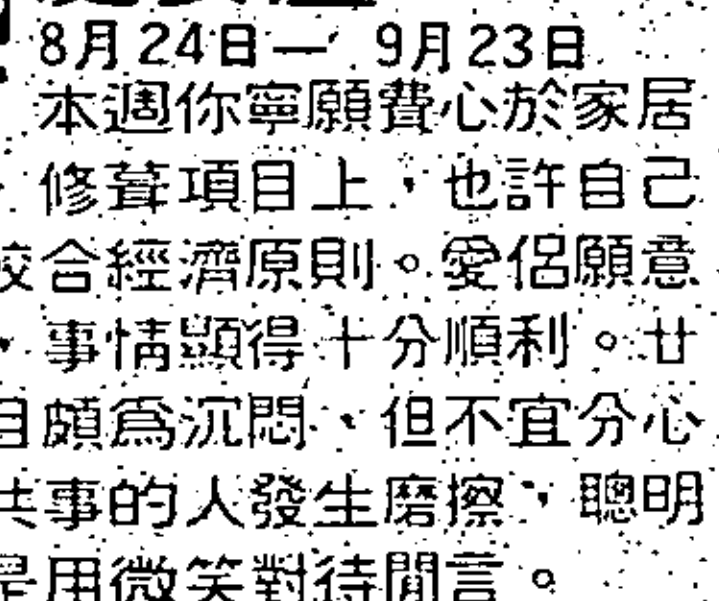 8月24日—9月23日
本週你寧願費心於家居
修葺項目上,也許自己
較合經濟原則。愛侶願意
,事情顯得十分順利。廿
目頗爲沉悶、但不宜分心
共事的人發生磨擦,聰明
是用微笑對待閒言。